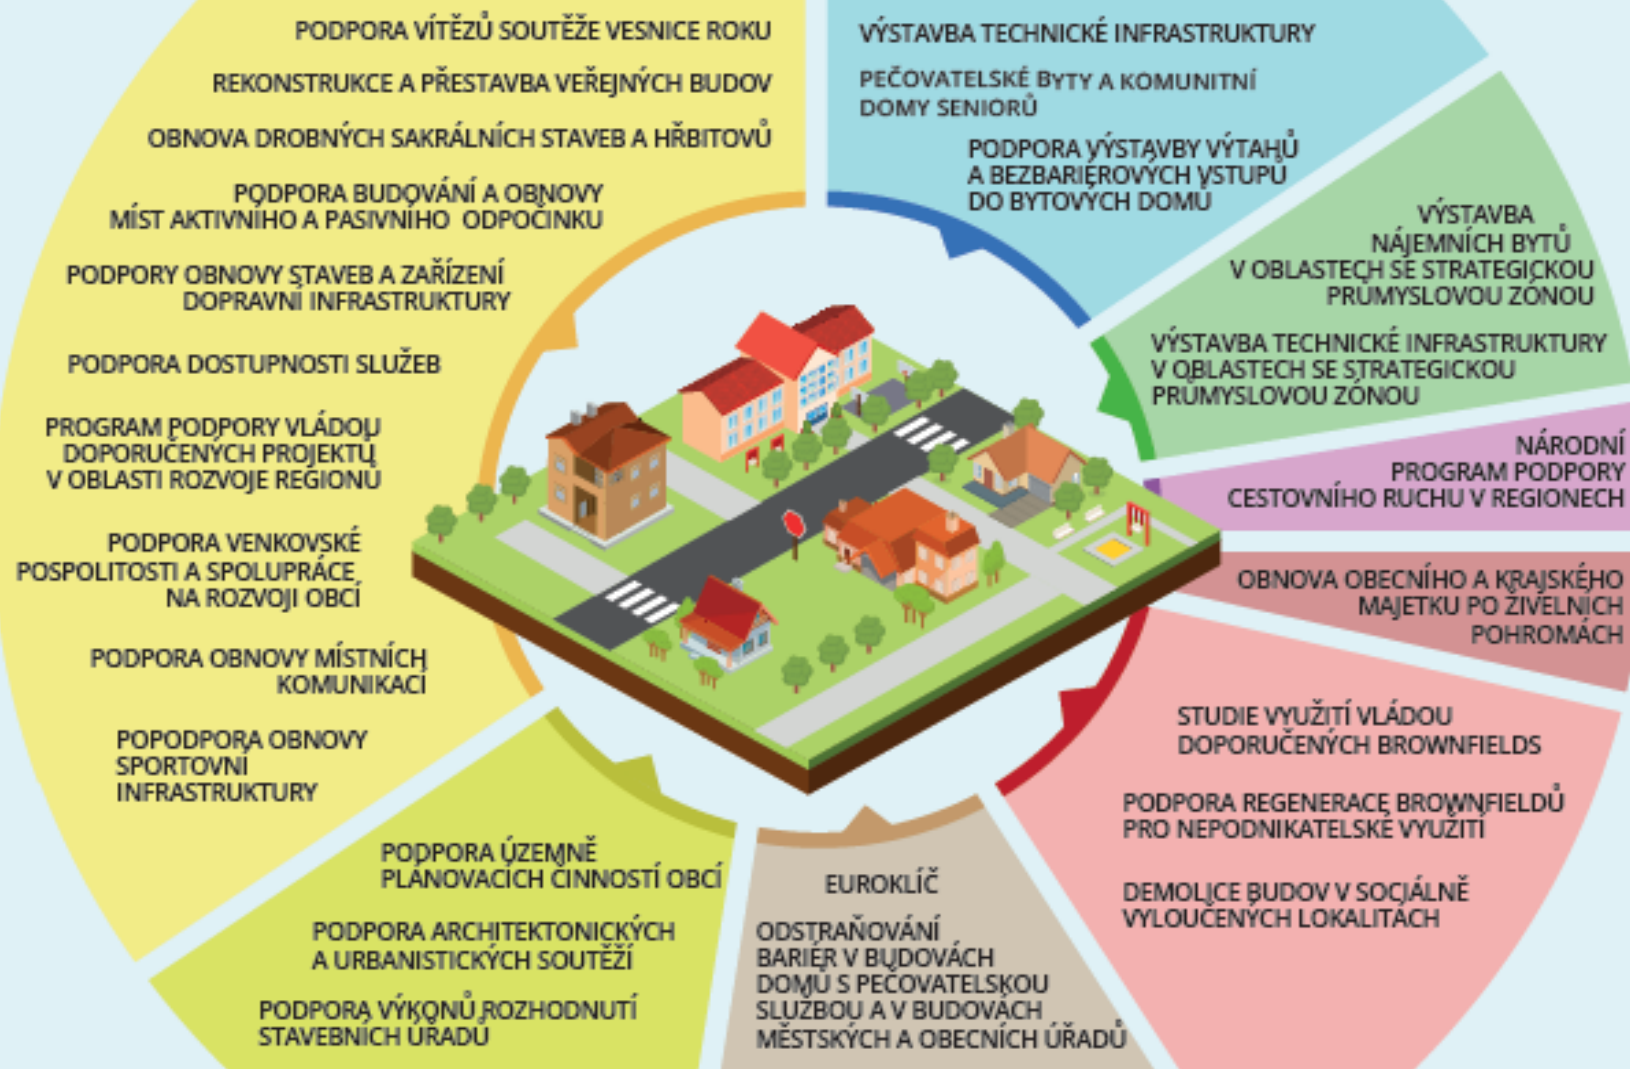 PODPORA VÍTĚZŮ SOUTĚŽE VESNICE ROKU
REKONSTRUKCE A PŘESTAVBA VEŘEJNÝCH BUDOV
OBNOVA DROBNÝCH SAKRÁLNÍCH STAVEB A HŘBITOVŮ
PODPORA BUDOVÁNÍ A OBNOVY
MÍST AKTIVNÍHO A PASIVNÍHO ODPOČINKU
PODPORY OBNOVY STAVEB A ZAŘÍZENÍ
DOPRAVNÍ INFRASTRUKTURY
PODPORA DOSTUPNOSTI SLUŽEB
PROGRAM PODPORY VLÁDOU
DOPORUČENÝCH PROJEKTŮ
V OBLASTI ROZVOJE REGIONŮ
PODPORA VENKOVSKÉ
POSPOLITOSTI A SPOLUPRÁCE
NA ROZVOJI OBCÍ
PODPORA OBNOVY MÍSTNÍCH
KOMUNIKACÍ
POPODPORA OBNOVY
SPORTOVNÍ
INFRASTRUKTURY
VÝSTAVBA TECHNICKÉ INFRASTRUKTURY
PEČOVATELSKÉ BYTY A KOMUNITNÍ
DOMY SENIORŮ
PODPORA VÝSTAVBY VÝTAHŮ
A BEZBARIÉROVÝCH VSTUPŮ
DO BYTOVÝCH DOMŮ
VÝSTAVBA
NÁJEMNÍCH BYTŮ
V OBLASTECH SE STRATEGICKOU
PRŮMYSLOVOU ZÓNOU
VÝSTAVBA TECHNICKÉ INFRASTRUKTURY
V OBLASTECH SE STRATEGICKOU
PRŮMYSLOVOU ZÓNOU
NÁRODNÍ
PROGRAM PODPORY
CESTOVNÍHO RUCHU V REGIONECH
OBNOVA OBECNÍHO A KRAJSKÉHO
MAJETKU PO ŽIVELNÍCH
POHROMÁCH
STUDIE VYUŽITÍ VLÁDOU
DOPORUČENÝCH BROWNFIELDS
PODPORA REGENERACE BROWNFIELDŮ
PRO NEPODNIKATELSKÉ VYUŽITÍ
DEMOLICE BUDOV V SOCIÁLNĚ
VYLOUČENÝCH LOKALITÁCH
EUROKLÍČ
ODSTRAŇOVÁNÍ
BARIÉR V BUDOVÁCH
DOMŮ S PEČOVATELSKOU
SLUŽBOU A V BUDOVÁCH
MĚSTSKÝCH A OBECNÍCH ÚŘADŮ
PODPORA ÚZEMNĚ
PLÁNOVACÍCH ČINNOSTÍ OBCÍ
PODPORA ARCHITEKTONICKÝCH
A URBANISTICKÝCH SOUTĚŽÍ
PODPORA VÝKONŮ ROZHODNUTÍ
STAVEBNÍCH ÚŘADŮ